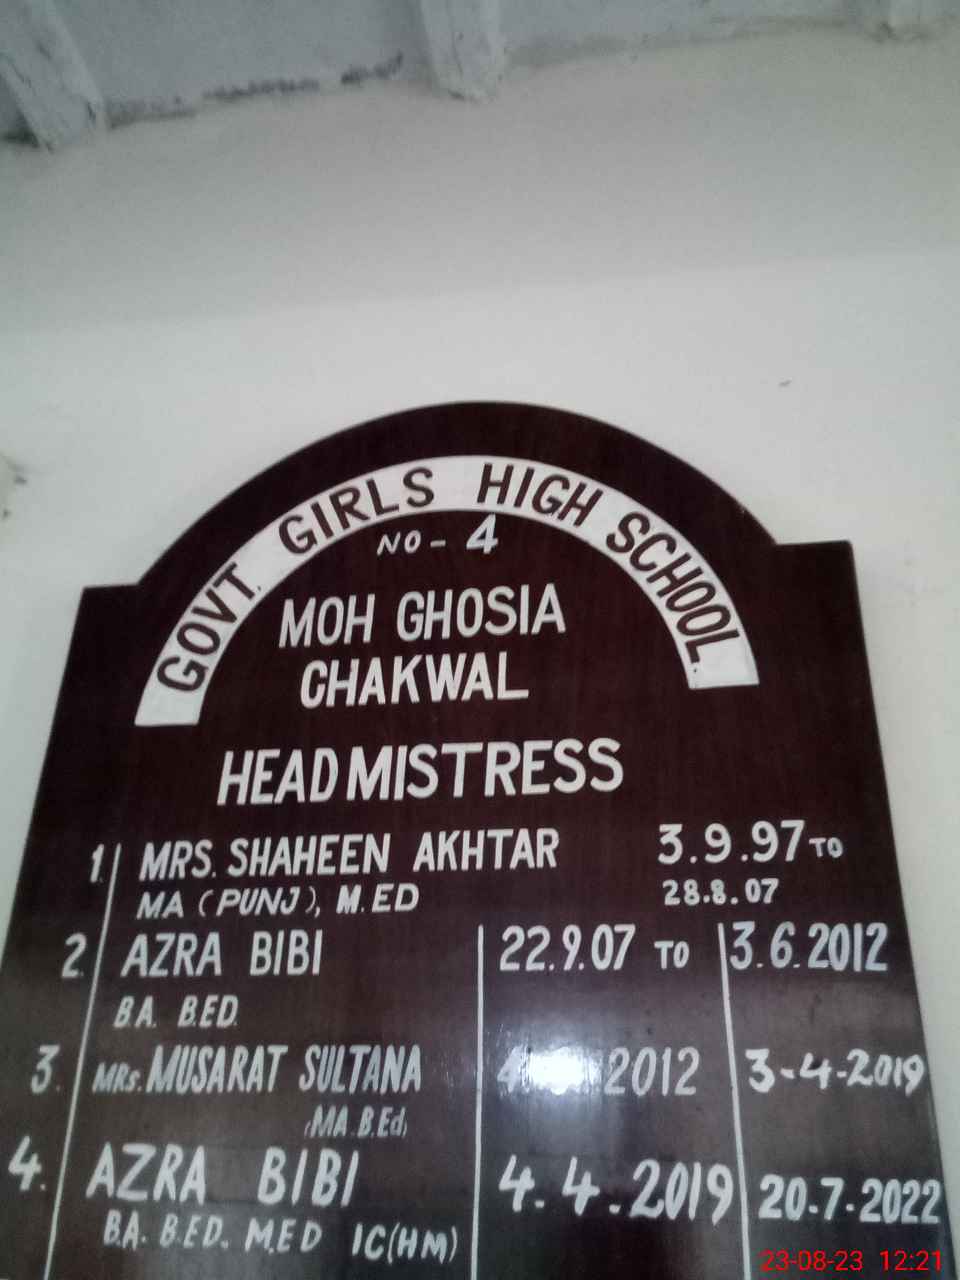 GOVT. GIRLS HIGH SCHOOL.
NO - 4
MOH GHOSIA
CHAKWAL
HEADMISTRESS
1. MRS. SHAHEEN AKHTAR 3.9.97 TO
MA (PUNJ), M.ED 28.8.07
2. AZRA BIBI 22.9.07 TO 3.6.2012
B.A. B.ED.
3. MRs. MUSARAT SULTANA 2012 3-4-2019
(MA.B.Ed)
4. AZRA BIBI 4.4.2019 20.7.2022
B.A. B.ED. M.ED IC(HM)
23-08-23 12:21